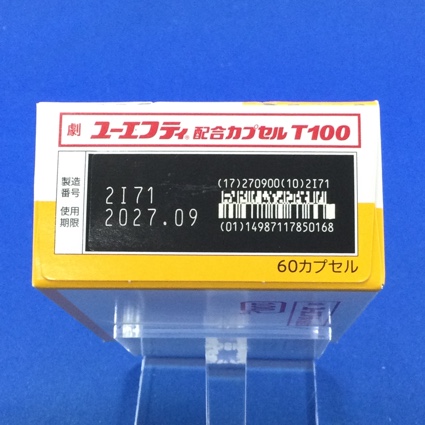 劇 ユーエフティ® 配合カプセルT100
製造番号 2I71
使用期限 2027.09
(17)270900(10)2I71
(01)14987117850168
60カプセル